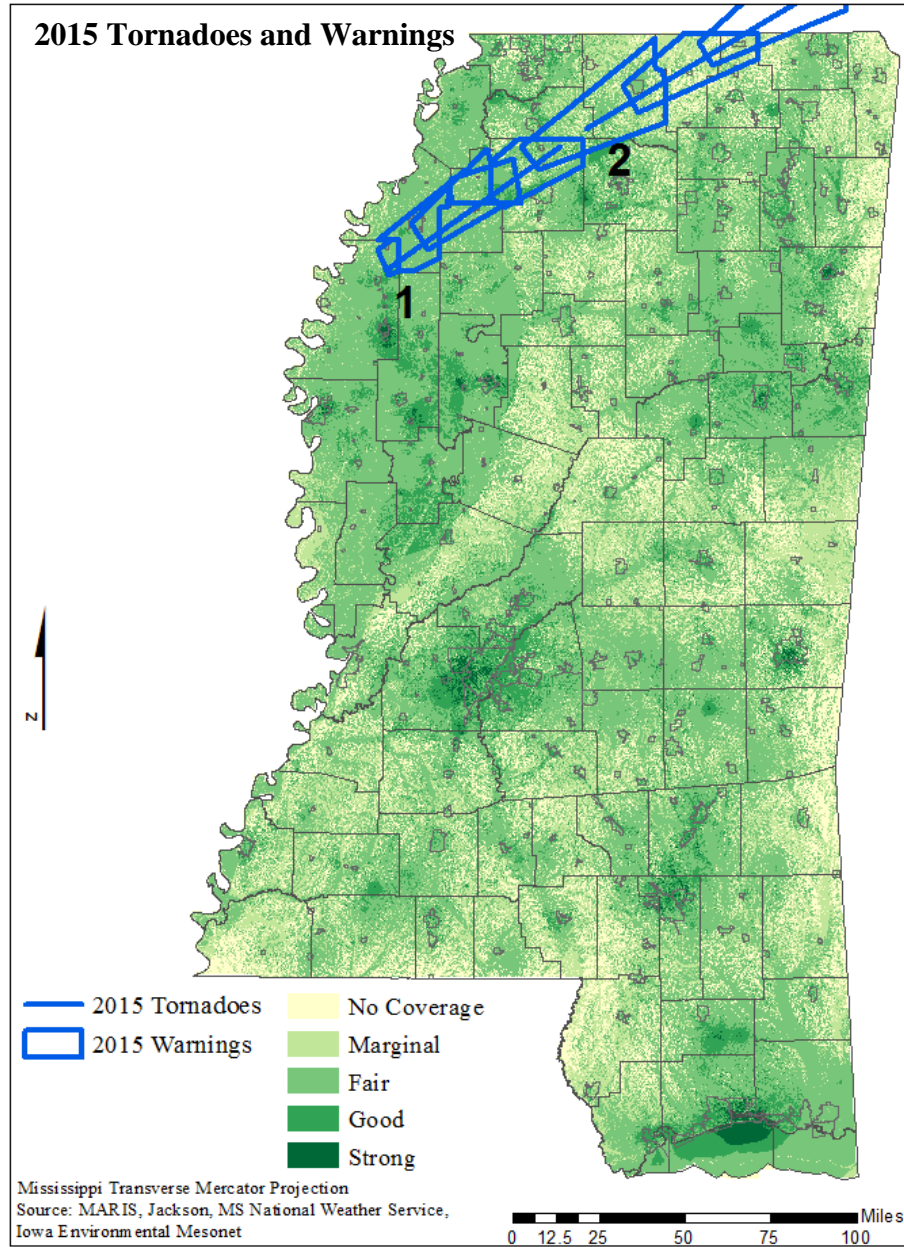 2015 Tornadoes and Warnings
2
1
N
2015 Tornadoes
2015 Warnings
No Coverage
Marginal
Fair
Good
Strong
Mississippi Transverse Mercator Projection
Source: MARIS, Jackson, MS National Weather Service,
Iowa Environmental Mesonet
Miles
0 12.5 25 50 75 100